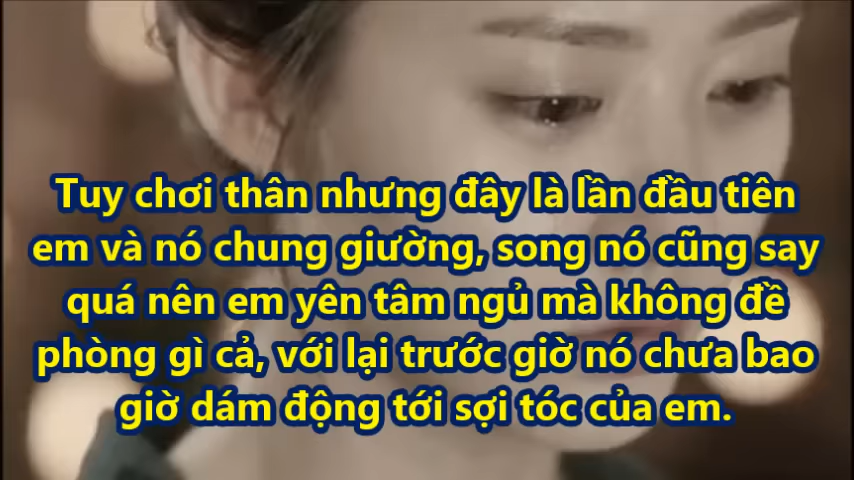 Tuy chơi thân nhưng đây là lần đầu tiên
em và nó chung giường, song nó cũng say
quá nên em yên tâm ngủ mà không đề
phòng gì cả, với lại trước giờ nó chưa bao
giờ dám động tới sợi tóc của em.